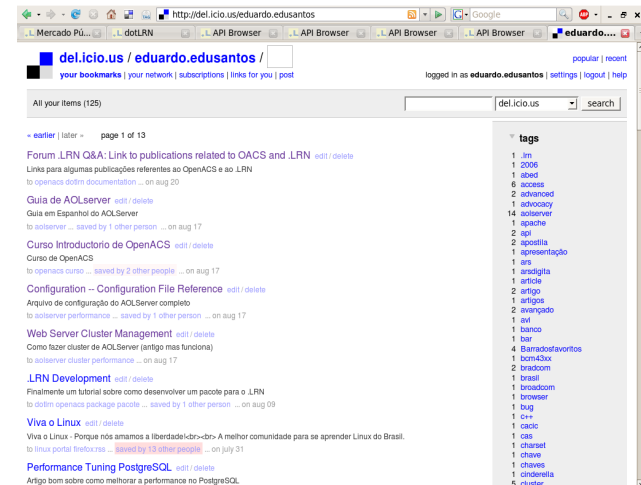 http://del.icio.us/eduardo.edusantos
Google
Mercado Pú...
dotLRN
API Browser
API Browser
API Browser
API Browser
eduardo....
del.icio.us / eduardo.edusantos /
popular | recent
your bookmarks | your network | subscriptions | links for you | post
logged in as eduardo.edusantos | settings | logout | help
All your items (125)
del.icio.us
search
« earlier | later » page 1 of 13
Forum .LRN Q&A: Link to publications related to OACS and .LRN edit / delete
Links para algumas publicações referentes ao OpenACS e ao .LRN
to openacs dotlrn documentation ... on aug 20
Guia de AOLserver edit / delete
Guia em Espanhol do AOLServer
to aolserver ... saved by 1 other person ... on aug 17
Curso Introductorio de OpenACS edit / delete
Curso de OpenACS
to openacs curso ... saved by 2 other people ... on aug 17
Configuration -- Configuration File Reference edit / delete
Arquivo de configuração do AOLServer completo
to aolserver performance ... saved by 1 other person ... on aug 17
Web Server Cluster Management edit / delete
Como fazer cluster de AOLServer (antigo mas funciona)
to aolserver cluster performance ... on aug 17
.LRN Development edit / delete
Finalmente um tutorial sobre como desenvolver um pacote para o .LRN
to dotlrn openacs package pacote ... saved by 1 other person ... on aug 09
Viva o Linux edit / delete
Viva o Linux - Porque nós amamos a liberdade!<br><br> A melhor comunidade para se aprender Linux do Brasil.
to linux portal firefox:rss ... saved by 13 other people ... on july 31
Performance Tuning PostgreSQL edit / delete
Artigo bom sobre como melhorar a performance no PostgreSQL
tags
1 .lrn
1 2006
1 abed
6 access
2 advanced
1 advocacy
14 aolserver
1 apache
2 api
2 apostila
1 apresentação
1 ars
1 arsdigita
1 article
2 artigo
1 artigos
2 avançado
1 avi
1 banco
1 bar
4 Barradosfavoritos
1 bcm43xx
2 bradcom
1 brasil
1 broadcom
1 browser
1 bug
1 c++
1 cacic
1 cas
1 charset
1 chave
1 chaves
1 cinderella
5 cluster